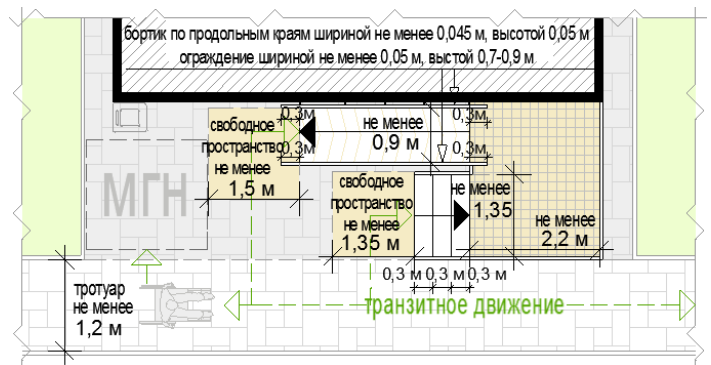 бортик по продольным краям шириной не менее 0,045 м, высотой 0,05 м
ограждение шириной не менее 0,05 м, выстой 0,7-0,9 м
0,3м
0,3м
свободное
пространство
не менее
1,5 м
не менее
0,9 м
0,3м
0,3м
МГН
свободное
пространство
не менее
1,35 м
не менее
1,35
не менее
2,2 м
0,3 м 0,3 м 0,3 м
тротуар
не менее
1,2 м
транзитное движение